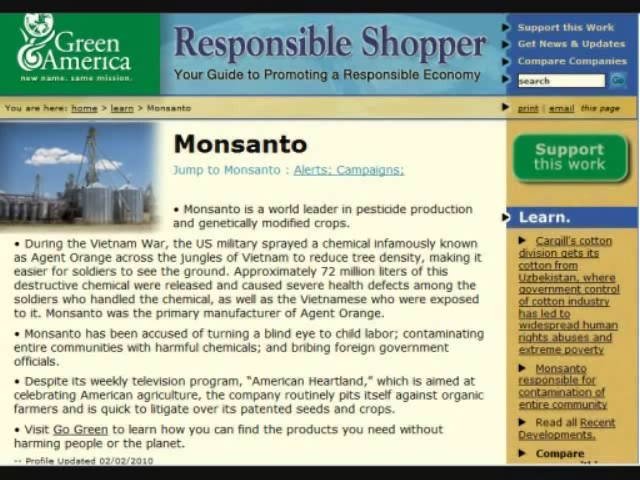 Green
America
new name. same mission.
Responsible Shopper
Your Guide to Promoting a Responsible Economy
Support this Work
Get News & Updates
Compare Companies
search Go
You are here: home > learn > Monsanto
print | email this page
Monsanto
Jump to Monsanto : Alerts; Campaigns;
• Monsanto is a world leader in pesticide production
and genetically modified crops.
• During the Vietnam War, the US military sprayed a chemical infamously known
as Agent Orange across the jungles of Vietnam to reduce tree density, making it
easier for soldiers to see the ground. Approximately 72 million liters of this
destructive chemical were released and caused severe health defects among the
soldiers who handled the chemical, as well as the Vietnamese who were exposed
to it. Monsanto was the primary manufacturer of Agent Orange.
• Monsanto has been accused of turning a blind eye to child labor; contaminating
entire communities with harmful chemicals; and bribing foreign government
officials.
• Despite its weekly television program, “American Heartland,” which is aimed at
celebrating American agriculture, the company routinely pits itself against organic
farmers and is quick to litigate over its patented seeds and crops.
• Visit Go Green to learn how you can find the products you need without
harming people or the planet.
-- Profile Updated 02/02/2010
Support
this work
Learn.
Cargill's cotton
division gets its
cotton from
Uzbekistan, where
government control
of cotton industry
has led to
widespread human
rights abuses and
extreme poverty
Monsanto
responsible for
contamination of
entire community
Read all Recent
Developments.
Compare